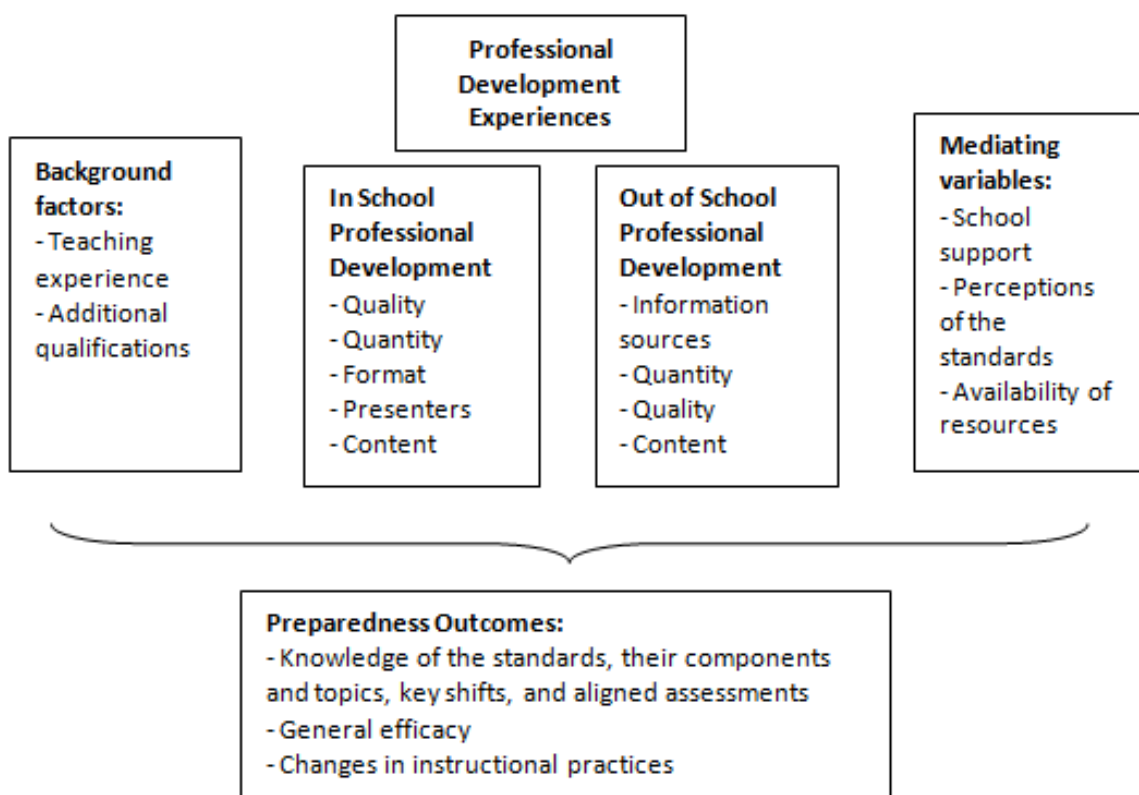 Professional
Development
Experiences
Background
factors:
- Teaching
experience
- Additional
qualifications
In School
Professional
Development
- Quality
- Quantity
- Format
- Presenters
- Content
Out of School
Professional
Development
- Information
sources
- Quantity
- Quality
- Content
Mediating
variables:
- School
support
- Perceptions
of the
standards
- Availability of
resources
Preparedness Outcomes:
- Knowledge of the standards, their components
and topics, key shifts, and aligned assessments
- General efficacy
- Changes in instructional practices